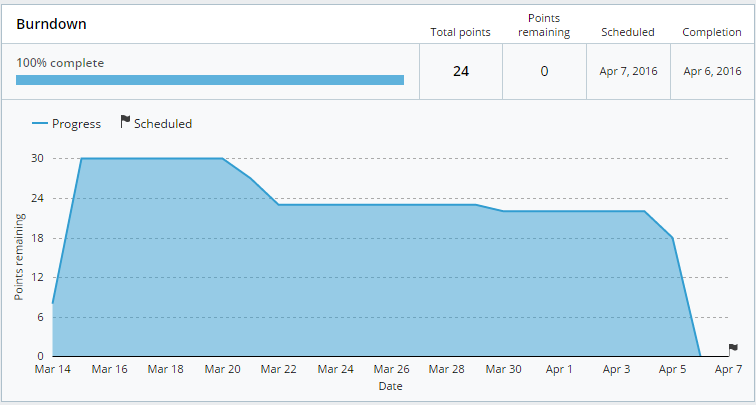 Burndown
Total points
Points remaining
Scheduled
Completion
100% complete
24
0
Apr 7, 2016
Apr 6, 2016
Progress
Scheduled
Points remaining
30
24
18
12
6
0
Mar 14 Mar 16 Mar 18 Mar 20 Mar 22 Mar 24 Mar 26 Mar 28 Mar 30 Apr 1 Apr 3 Apr 5 Apr 7
Date